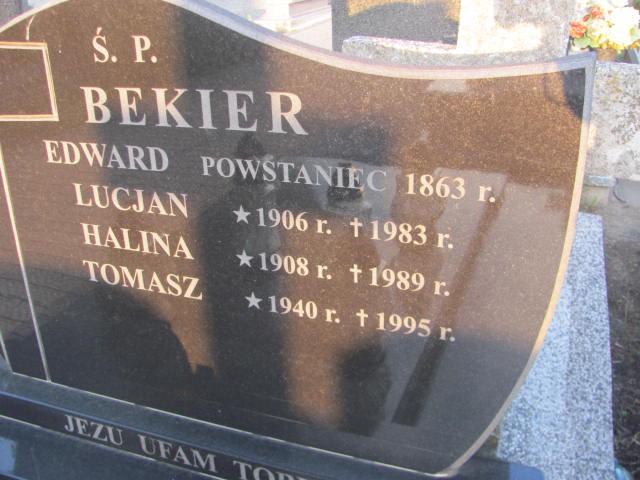 Ś. P.
BEKIER
EDWARD POWSTANIEC 1863 r.
LUCJAN ★ 1906 r. † 1983 r.
HALINA ★ 1908 r. † 1989 r.
TOMASZ ★ 1940 r. † 1995 r.
JEZU UFAM